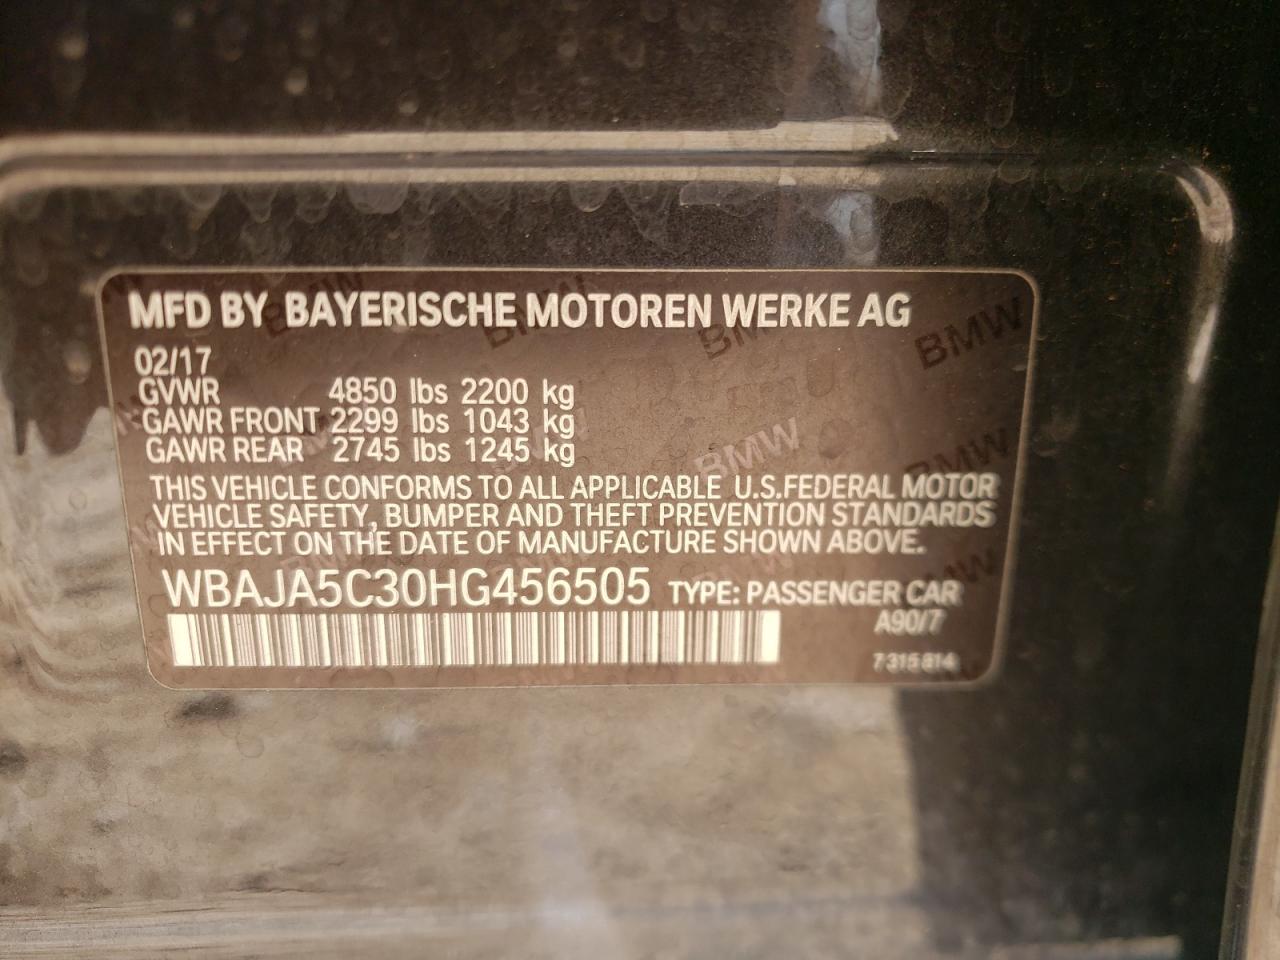 MFD BY BAYERISCHE MOTOREN WERKE AG
02/17
GVWR 4850 lbs 2200 kg
GAWR FRONT 2299 lbs 1043 kg
GAWR REAR 2745 lbs 1245 kg
THIS VEHICLE CONFORMS TO ALL APPLICABLE U.S.FEDERAL MOTOR
VEHICLE SAFETY, BUMPER AND THEFT PREVENTION STANDARDS
IN EFFECT ON THE DATE OF MANUFACTURE SHOWN ABOVE.
WBAJA5C30HG456505 TYPE: PASSENGER CAR
A90/7
7 315 814